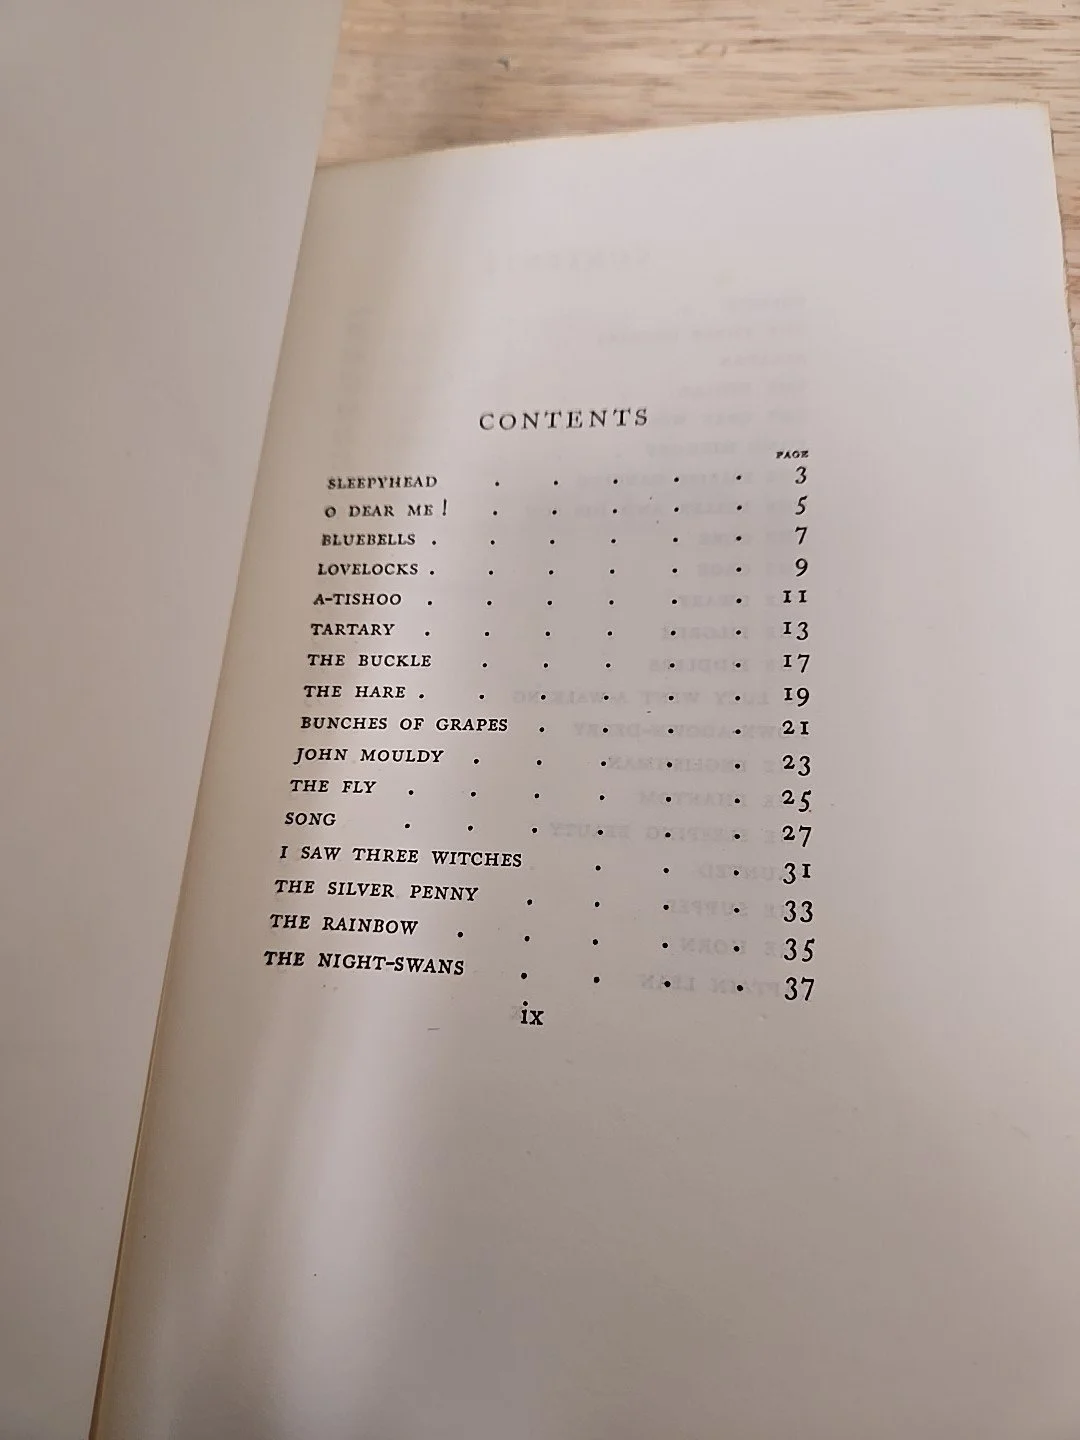 CONTENTS
PAGE
SLEEPYHEAD . . . . . 3
O DEAR ME! . . . . . 5
BLUEBELLS . . . . . . 7
LOVELOCKS . . . . . . 9
A-TISHOO . . . . . . 11
TARTARY . . . . . . 13
THE BUCKLE . . . . . 17
THE HARE . . . . . . 19
BUNCHES OF GRAPES . . . . 21
JOHN MOULDY . . . . . 23
THE FLY . . . . . . 25
SONG . . . . . . 27
I SAW THREE WITCHES . . . 31
THE SILVER PENNY . . . . 33
THE RAINBOW . . . . . 35
THE NIGHT-SWANS . . . . 37
ix